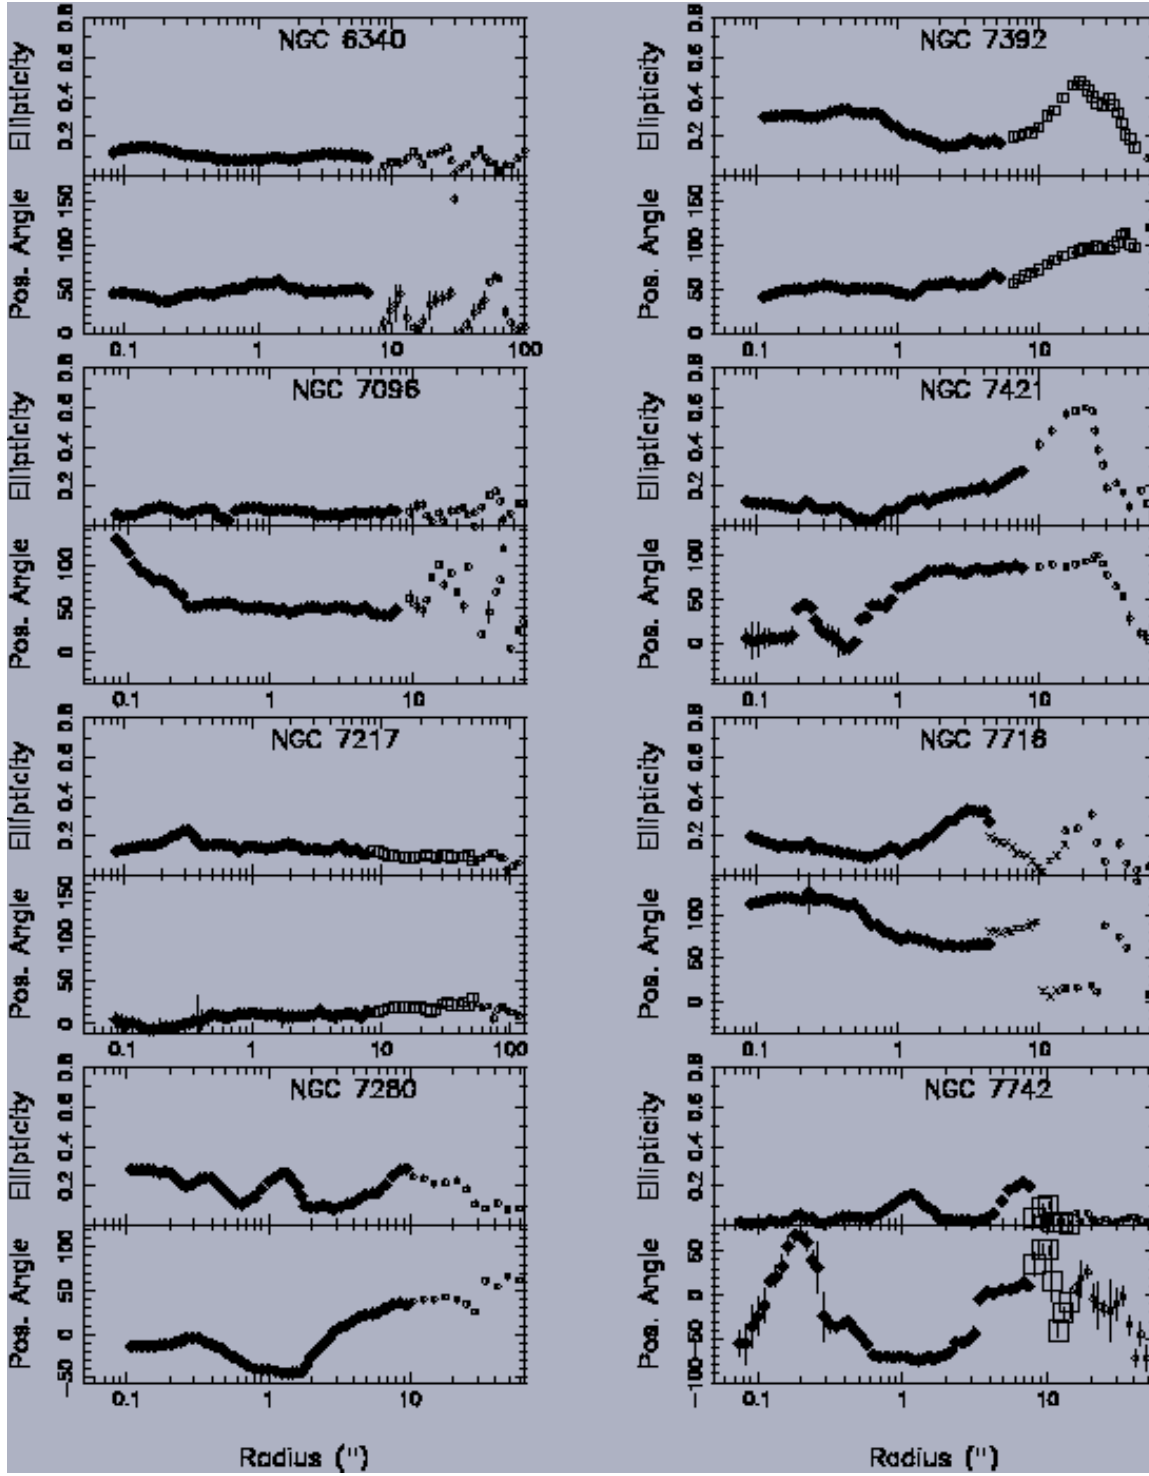 NGC 6340
Ellipticity
0.2 0.4 0.6 0.8
Pos. Angle
0 50 100 150
0.1 1 10 100
NGC 7096
Ellipticity
0 0.2 0.4 0.6 0.8
Pos. Angle
0 50 100
0.1 1 10
NGC 7217
Ellipticity
0.2 0.4 0.6 0.8
Pos. Angle
0 50 100 150
0.1 1 10 100
NGC 7280
Ellipticity
0 0.2 0.4 0.6 0.8
Pos. Angle
-50 0 50 100
0.1 1 10
Radius (")
NGC 7392
Ellipticity
0.2 0.4 0.6 0.8
Pos. Angle
0 50 100 150
0.1 1 10
NGC 7421
Ellipticity
0 0.2 0.4 0.6 0.8
Pos. Angle
0 50 100
0.1 1 10
NGC 7716
Ellipticity
0 0.2 0.4 0.6 0.8
Pos. Angle
0 50 100
0.1 1 10
NGC 7742
Ellipticity
0 0.2 0.4 0.6 0.8
Pos. Angle
-100 -50 0 50
0.1 1 10
Radius (")